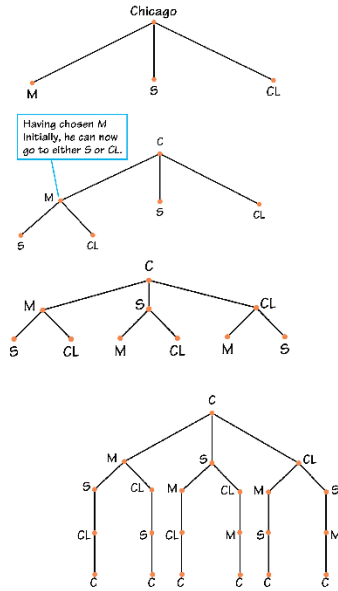 Chicago
M S CL
Having chosen M
initially, he can now
go to either S or CL.
C
M
S CL
S CL
C
M S CL
S CL M CL M S
C
M S CL
S CL M CL M S
CL S CL M S M
C C C C C C